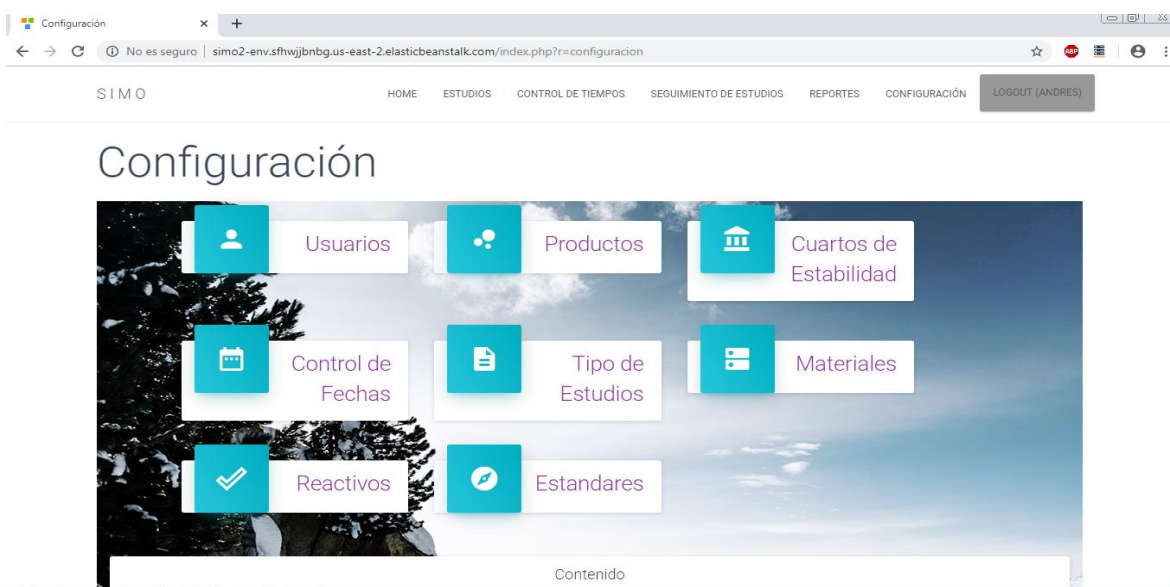 Configuración
No es seguro | simo2-env.sfhwjjbnbg.us-east-2.elasticbeanstalk.com/index.php?r=configuracion
ABP
SIMO HOME ESTUDIOS CONTROL DE TIEMPOS SEGUIMIENTO DE ESTUDIOS REPORTES CONFIGURACIÓN LOGOUT (ANDRES)
Configuración
Usuarios
Productos
Cuartos de
Estabilidad
Control de
Fechas
Tipo de
Estudios
Materiales
Reactivos
Estandares
Contenido